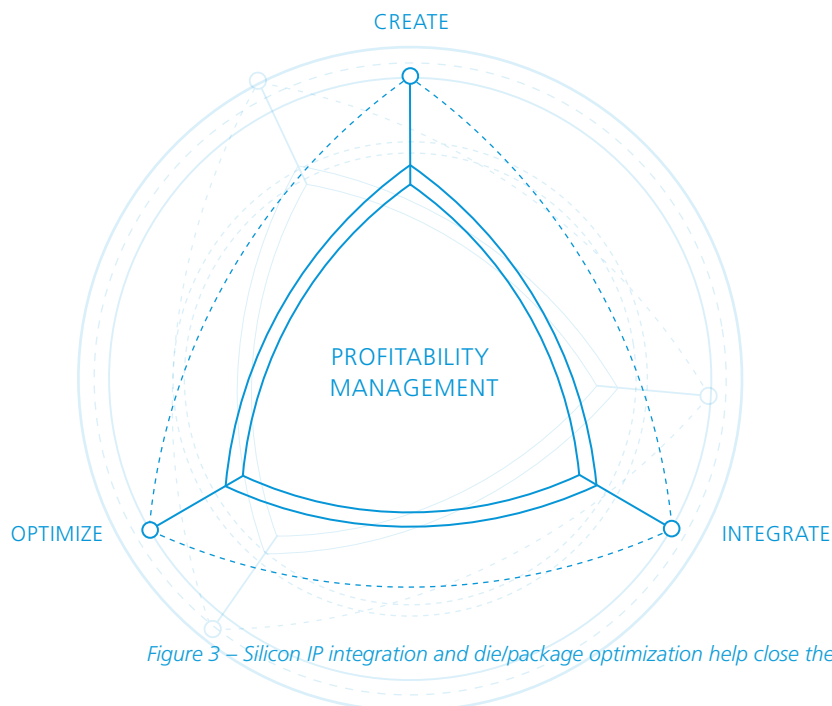 CREATE
PROFITABILITY
MANAGEMENT
OPTIMIZE
INTEGRATE
Figure 3 – Silicon IP integration and die/package optimization help close the